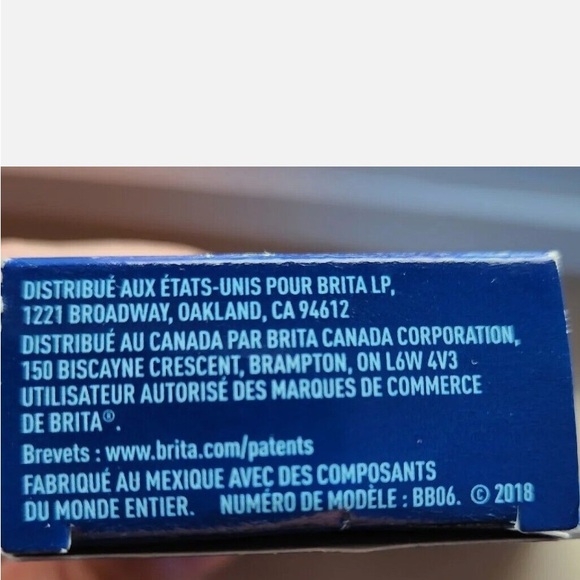 DISTRIBUÉ AUX ÉTATS-UNIS POUR BRITA LP,
1221 BROADWAY, OAKLAND, CA 94612
DISTRIBUÉ AU CANADA PAR BRITA CANADA CORPORATION,
150 BISCAYNE CRESCENT, BRAMPTON, ON L6W 4V3
UTILISATEUR AUTORISÉ DES MARQUES DE COMMERCE
DE BRITA®.
Brevets : www.brita.com/patents
FABRIQUÉ AU MEXIQUE AVEC DES COMPOSANTS
DU MONDE ENTIER. NUMÉRO DE MODÈLE : BB06. © 2018